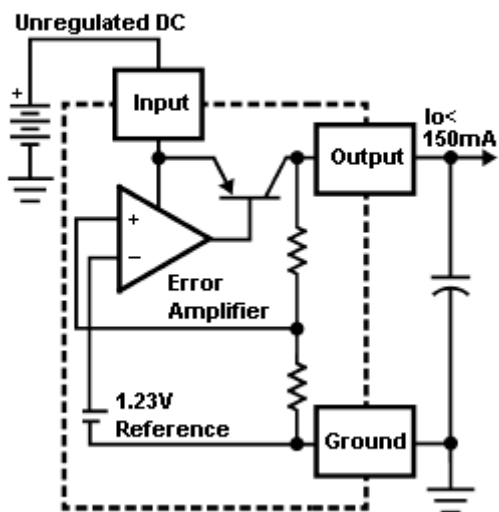 Unregulated DC
+
Input
Io<
150mA
Output
+
−
Error
Amplifier
1.23V
Reference
Ground